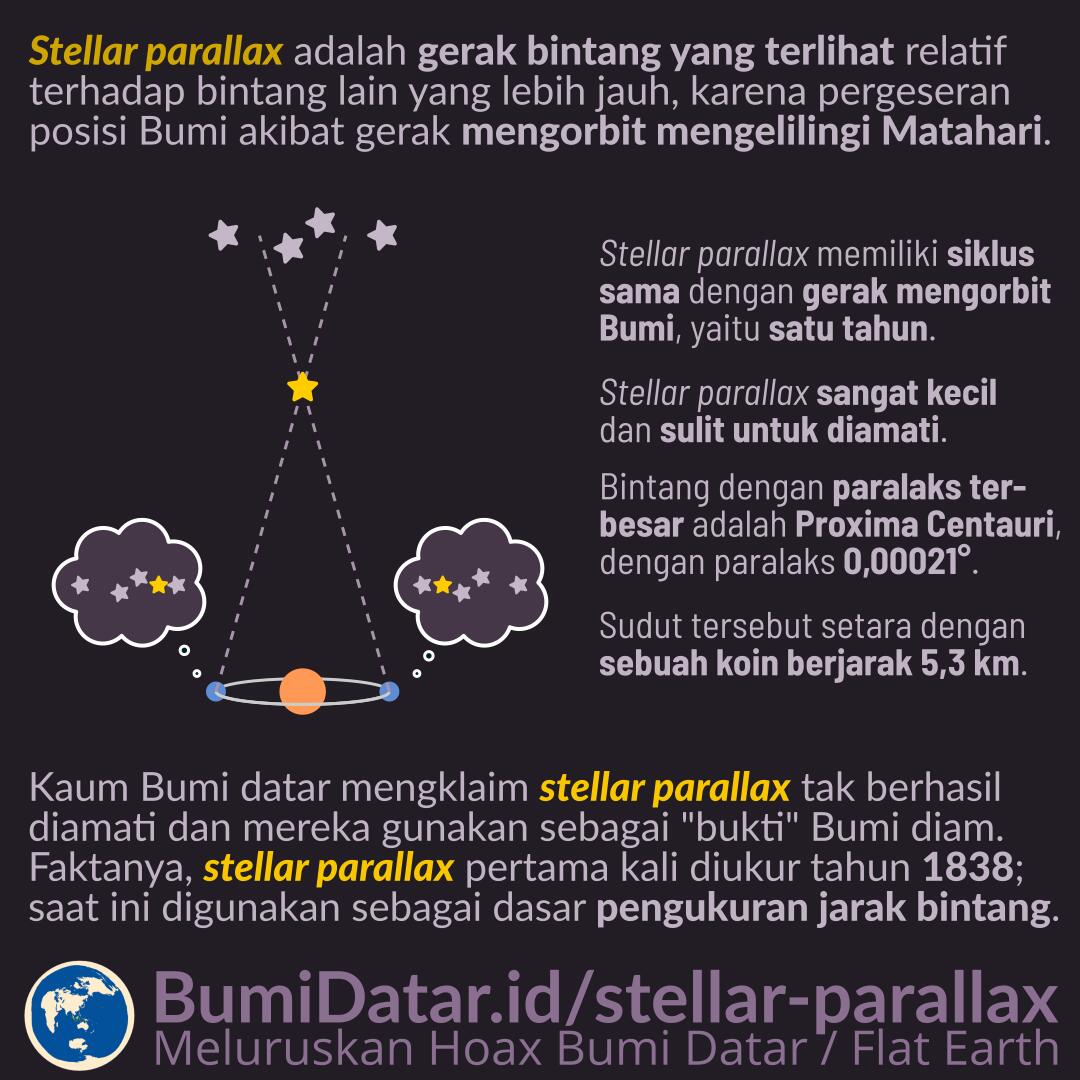 Stellar parallax adalah gerak bintang yang terlihat relatif
terhadap bintang lain yang lebih jauh, karena pergeseran
posisi Bumi akibat gerak mengorbit mengelilingi Matahari.
Stellar parallax memiliki siklus
sama dengan gerak mengorbit
Bumi, yaitu satu tahun.
Stellar parallax sangat kecil
dan sulit untuk diamati.
Bintang dengan paralaks ter-
besar adalah Proxima Centauri,
dengan paralaks 0,00021°.
Sudut tersebut setara dengan
sebuah koin berjarak 5,3 km.
Kaum Bumi datar mengklaim stellar parallax tak berhasil
diamati dan mereka gunakan sebagai "bukti" Bumi diam.
Faktanya, stellar parallax pertama kali diukur tahun 1838;
saat ini digunakan sebagai dasar pengukuran jarak bintang.
BumiDatar.id/stellar-parallax
Meluruskan Hoax Bumi Datar / Flat Earth